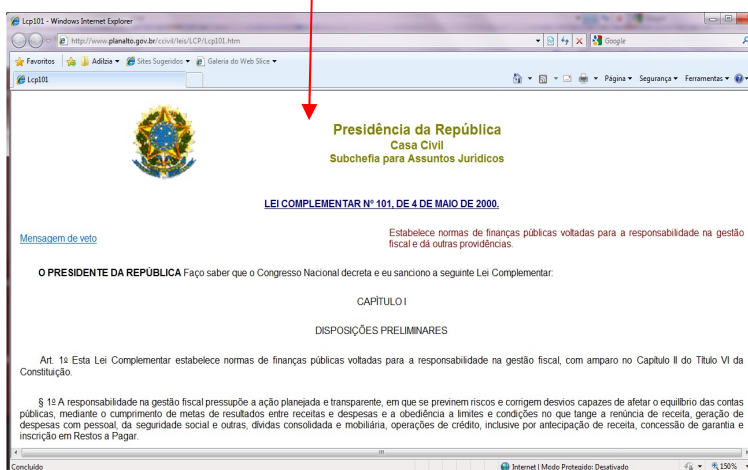 Lcp101 - Windows Internet Explorer
http://www.planalto.gov.br/ccivil/leis/LCP/Lcp101.htm
Google
Favoritos
Adilzia
Sites Sugeridos
Galeria do Web Slice
Lcp101
Página
Segurança
Ferramentas
Presidência da República
Casa Civil
Subchefia para Assuntos Jurídicos
LEI COMPLEMENTAR Nº 101, DE 4 DE MAIO DE 2000.
Mensagem de veto
Estabelece normas de finanças públicas voltadas para a responsabilidade na gestão
fiscal e dá outras providências.
O PRESIDENTE DA REPÚBLICA Faço saber que o Congresso Nacional decreta e eu sanciono a seguinte Lei Complementar:
CAPÍTULO I
DISPOSIÇÕES PRELIMINARES
Art. 1º Esta Lei Complementar estabelece normas de finanças públicas voltadas para a responsabilidade na gestão fiscal, com amparo no Capítulo II do Título VI da
Constituição.
§ 1º A responsabilidade na gestão fiscal pressupõe a ação planejada e transparente, em que se previnem riscos e corrigem desvios capazes de afetar o equilíbrio das contas
públicas, mediante o cumprimento de metas de resultados entre receitas e despesas e a obediência a limites e condições no que tange a renúncia de receita, geração de
despesas com pessoal, da seguridade social e outras, dívidas consolidada e mobiliária, operações de crédito, inclusive por antecipação de receita, concessão de garantia e
inscrição em Restos a Pagar.
Concluído
Internet | Modo Protegido: Desativado
150%